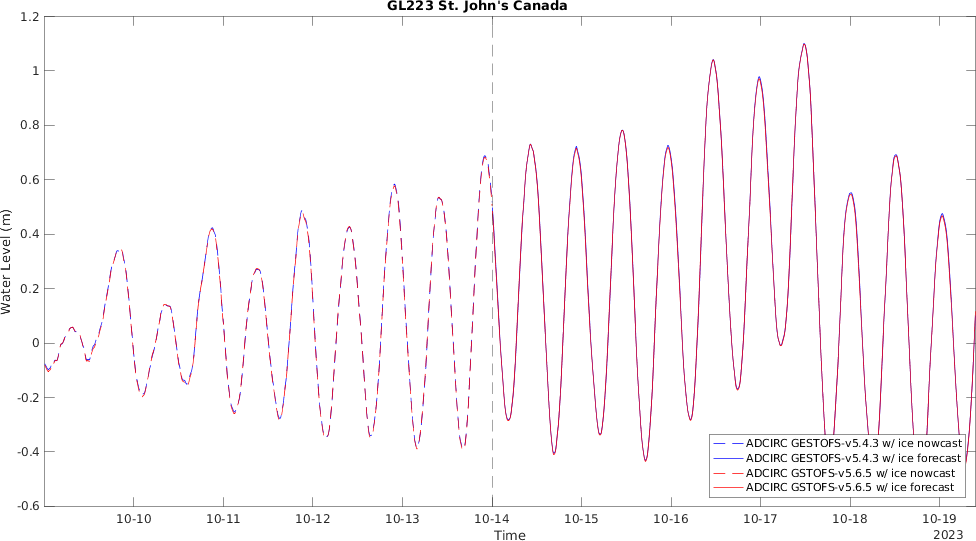 GL223 St. John's Canada
1.2
1
0.8
0.6
0.4
0.2
0
-0.2
-0.4
-0.6
Water Level (m)
ADCIRC GESTOFS-v5.4.3 w/ ice nowcast
ADCIRC GESTOFS-v5.4.3 w/ ice forecast
ADCIRC GSTOFS-v5.6.5 w/ ice nowcast
ADCIRC GSTOFS-v5.6.5 w/ ice forecast
10-10 10-11 10-12 10-13 10-14 10-15 10-16 10-17 10-18 10-19
Time
2023